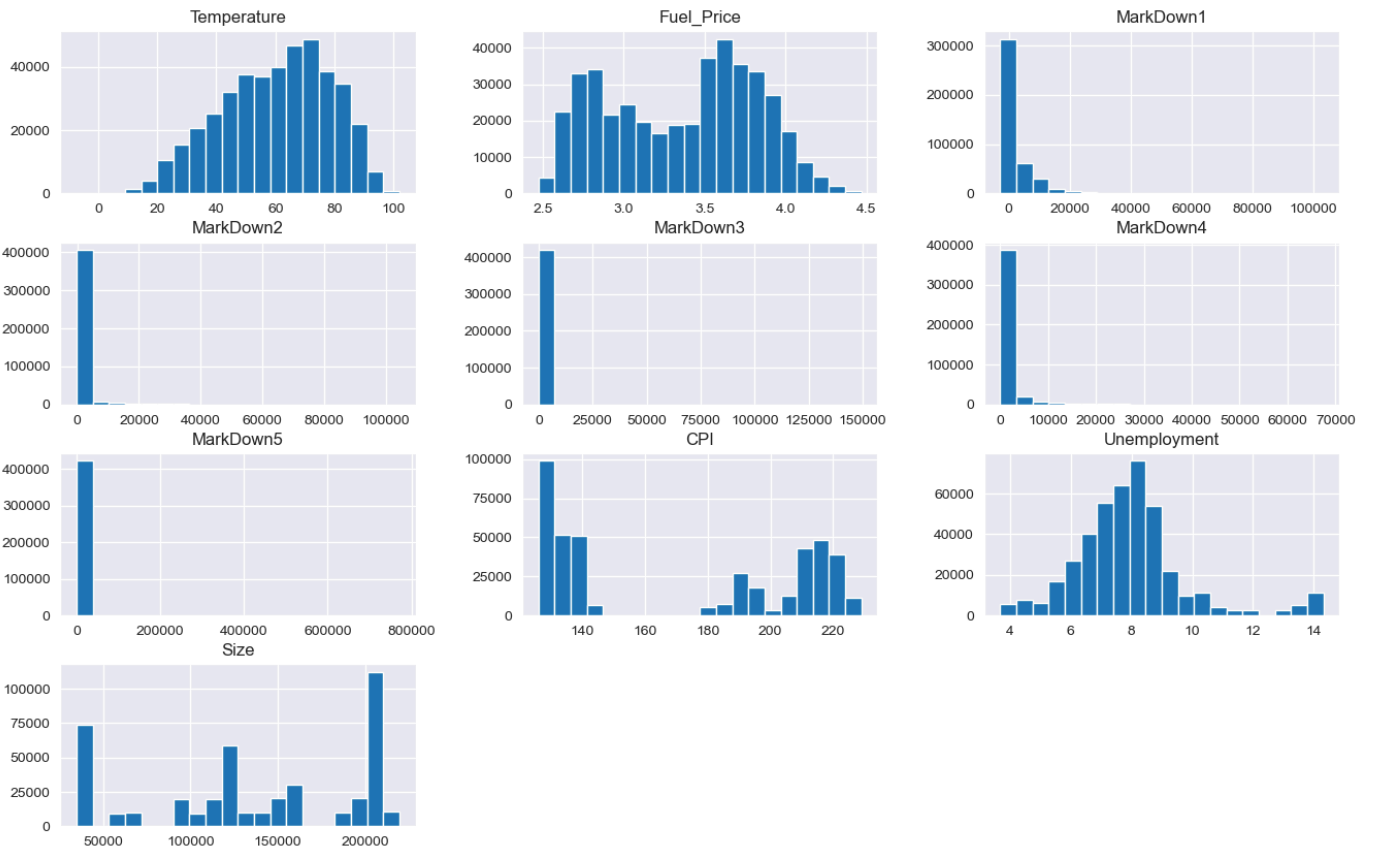 Temperature
40000
20000
0
0 20 40 60 80 100
Fuel_Price
40000
30000
20000
10000
0
2.5 3.0 3.5 4.0 4.5
MarkDown1
300000
200000
100000
0
0 20000 40000 60000 80000 100000
MarkDown2
400000
300000
200000
100000
0
0 20000 40000 60000 80000 100000
MarkDown3
400000
300000
200000
100000
0
0 25000 50000 75000 100000 125000 150000
MarkDown4
400000
300000
200000
100000
0
0 10000 20000 30000 40000 50000 60000 70000
MarkDown5
400000
300000
200000
100000
0
0 200000 400000 600000 800000
CPI
100000
75000
50000
25000
0
140 160 180 200 220
Unemployment
60000
40000
20000
0
4 6 8 10 12 14
Size
100000
75000
50000
25000
0
50000 100000 150000 200000